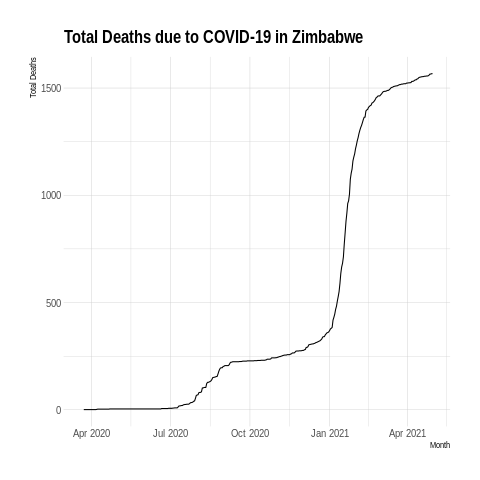 Total Deaths due to COVID-19 in Zimbabwe
Total Deaths
1500
1000
500
0
Apr 2020 Jul 2020 Oct 2020 Jan 2021 Apr 2021
Month